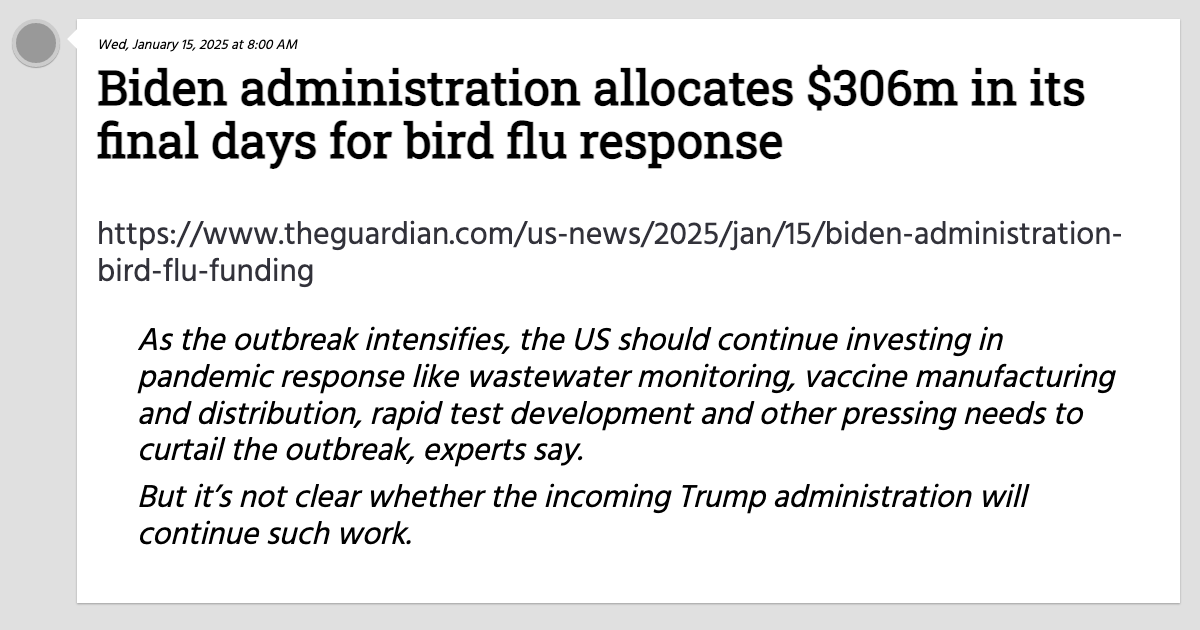 Wed, January 15, 2025 at 8:00 AM
Biden administration allocates $306m in its
final days for bird flu response
https://www.theguardian.com/us-news/2025/jan/15/biden-administration-
bird-flu-funding
As the outbreak intensifies, the US should continue investing in
pandemic response like wastewater monitoring, vaccine manufacturing
and distribution, rapid test development and other pressing needs to
curtail the outbreak, experts say.
But it’s not clear whether the incoming Trump administration will
continue such work.